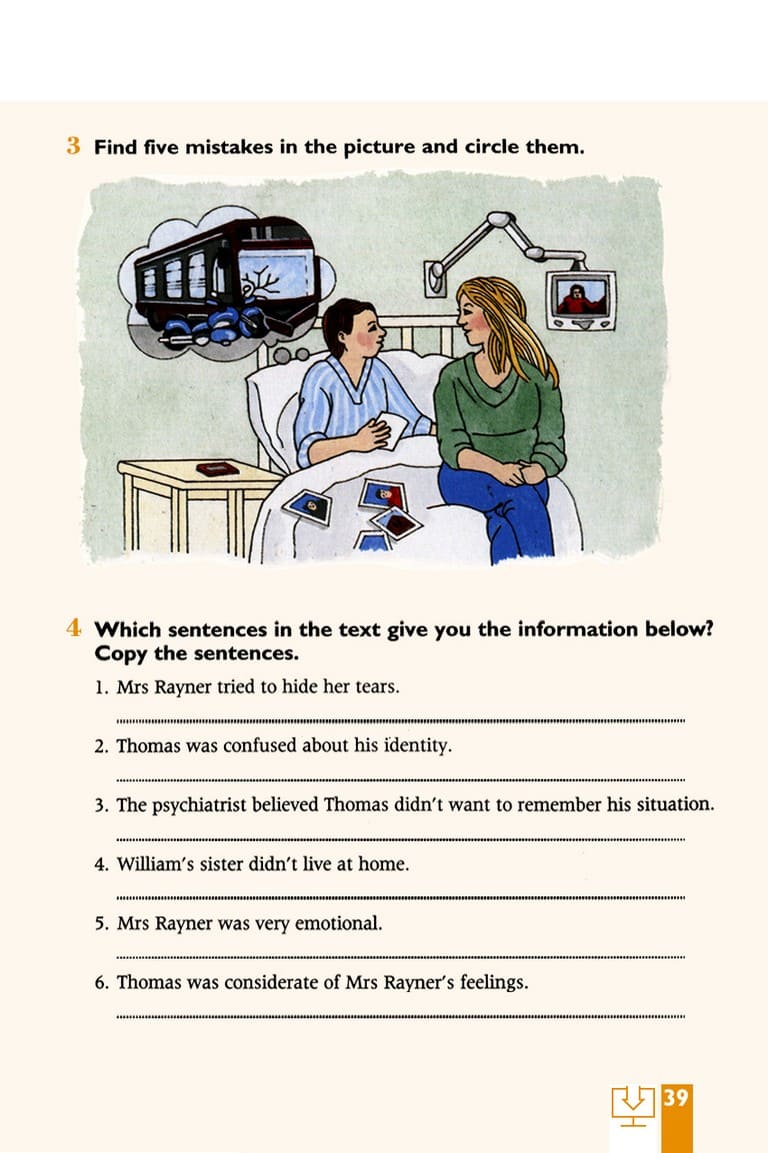 3 Find five mistakes in the picture and circle them.
4 Which sentences in the text give you the information below?
Copy the sentences.
1. Mrs Rayner tried to hide her tears.
2. Thomas was confused about his identity.
3. The psychiatrist believed Thomas didn't want to remember his situation.
4. William's sister didn't live at home.
5. Mrs Rayner was very emotional.
6. Thomas was considerate of Mrs Rayner's feelings.
39